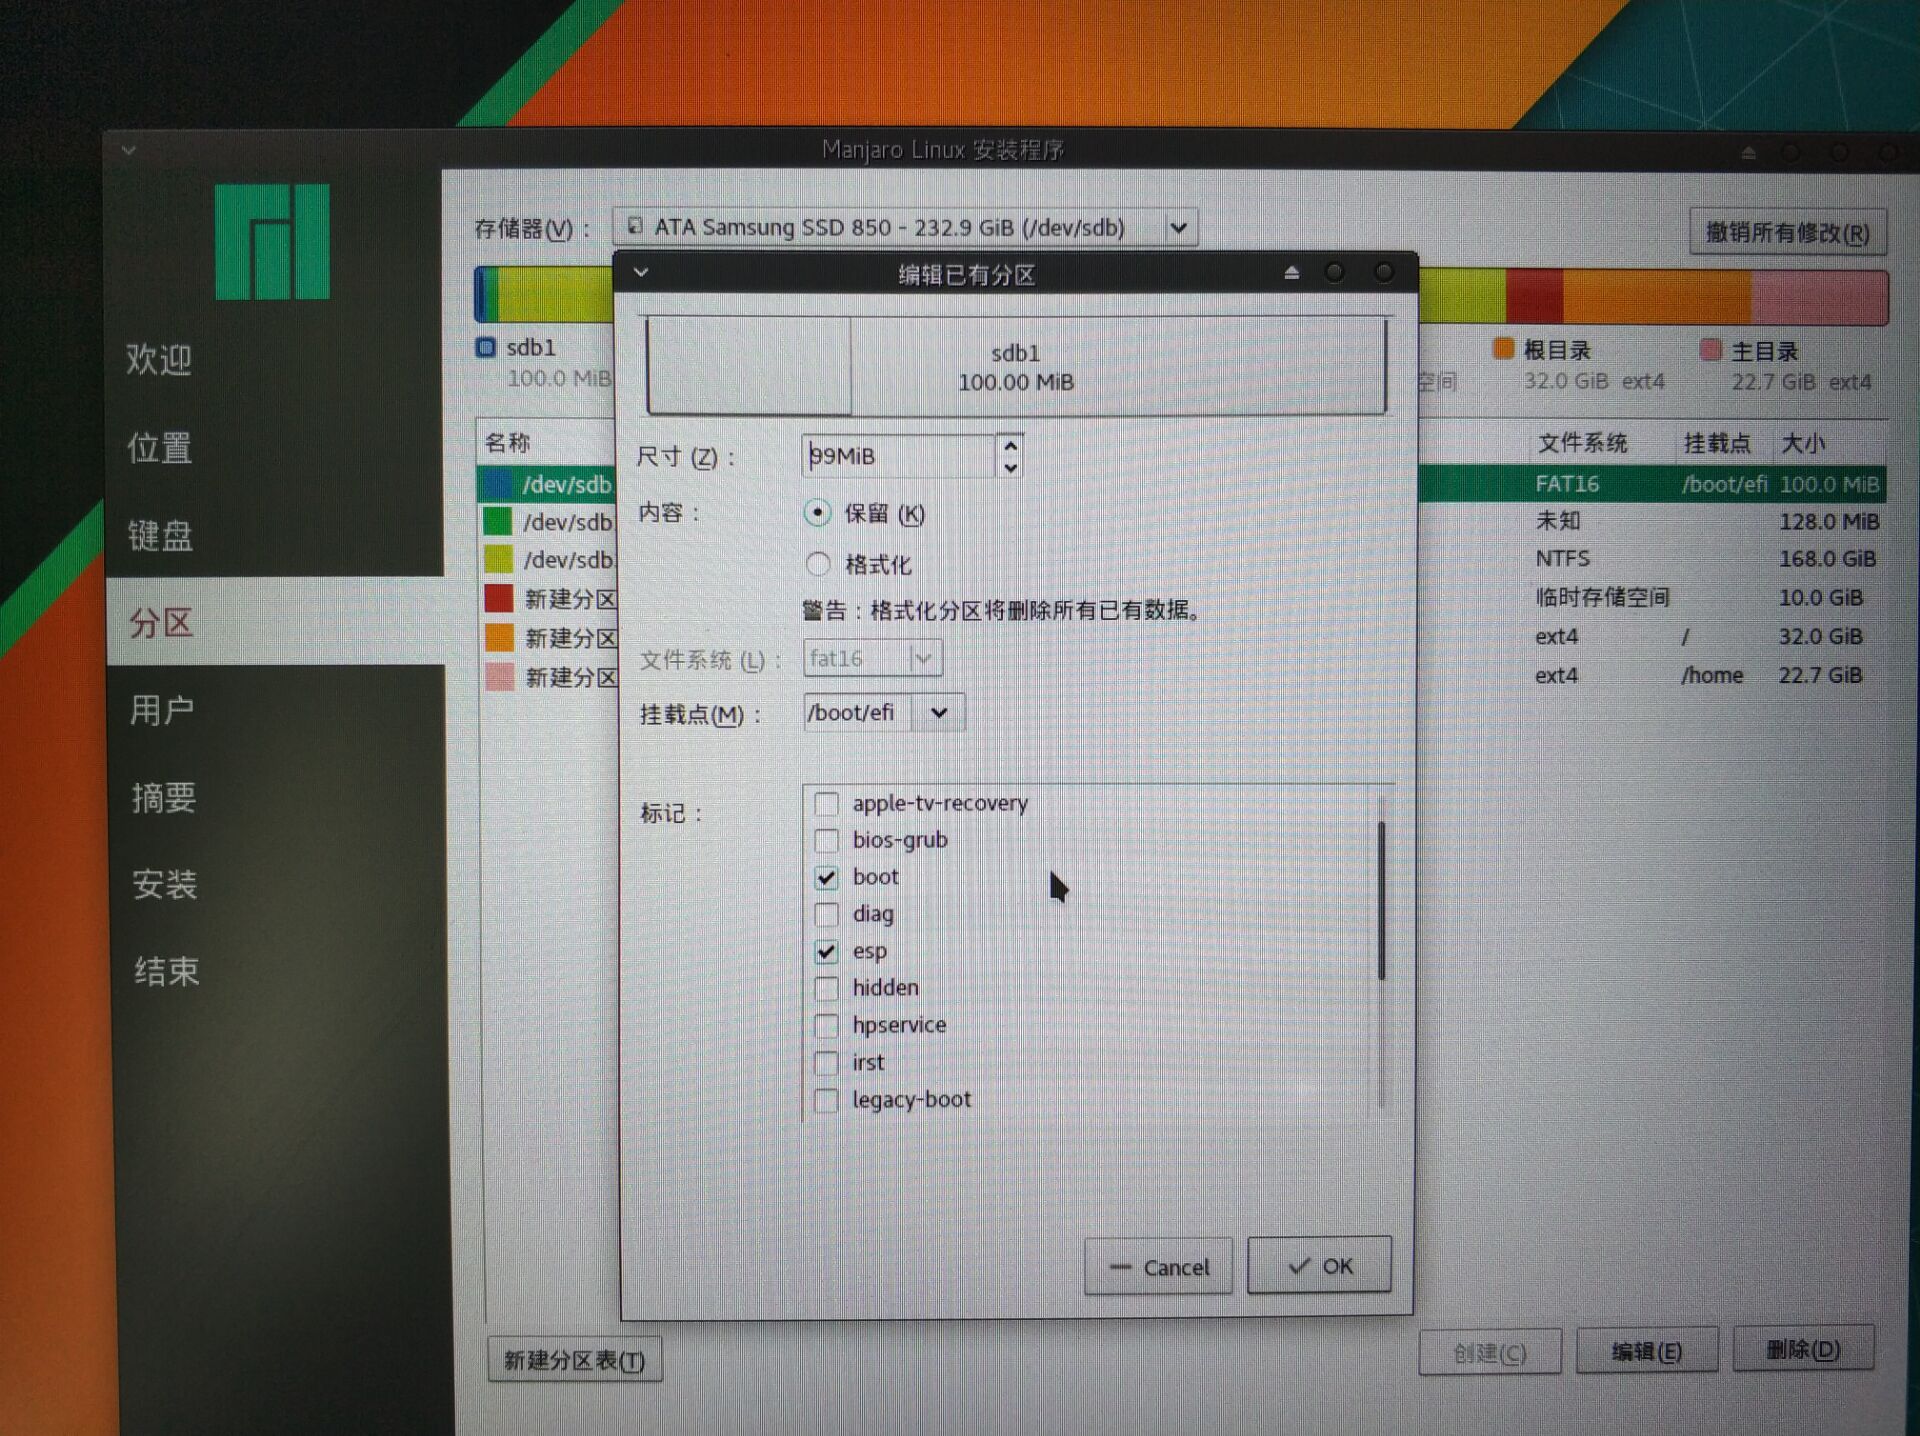 Manjaro Linux 安装程序
存储器(V)：
ATA Samsung SSD 850 - 232.9 GiB (/dev/sdb)
撤销所有修改(R)
编辑已有分区
欢迎
位置
键盘
分区
用户
摘要
安装
结束
sdb1
100.0 MiB
空间
根目录
32.0 GiB ext4
主目录
22.7 GiB ext4
sdb1
100.00 MiB
名称
文件系统 挂载点 大小
/dev/sdb FAT16 /boot/efi 100.0 MiB
/dev/sdb 未知 128.0 MiB
/dev/sdb NTFS 168.0 GiB
新建分区 临时存储空间 10.0 GiB
新建分区 ext4 / 32.0 GiB
新建分区 ext4 /home 22.7 GiB
尺寸 (Z)： 99MiB
内容： 保留 (K)
格式化
警告：格式化分区将删除所有已有数据。
文件系统 (L)： fat16
挂载点(M)： /boot/efi
标记：
apple-tv-recovery
bios-grub
boot
diag
esp
hidden
hpservice
irst
legacy-boot
Cancel
OK
新建分区表(T)
创建(C)
编辑(E)
删除(D)